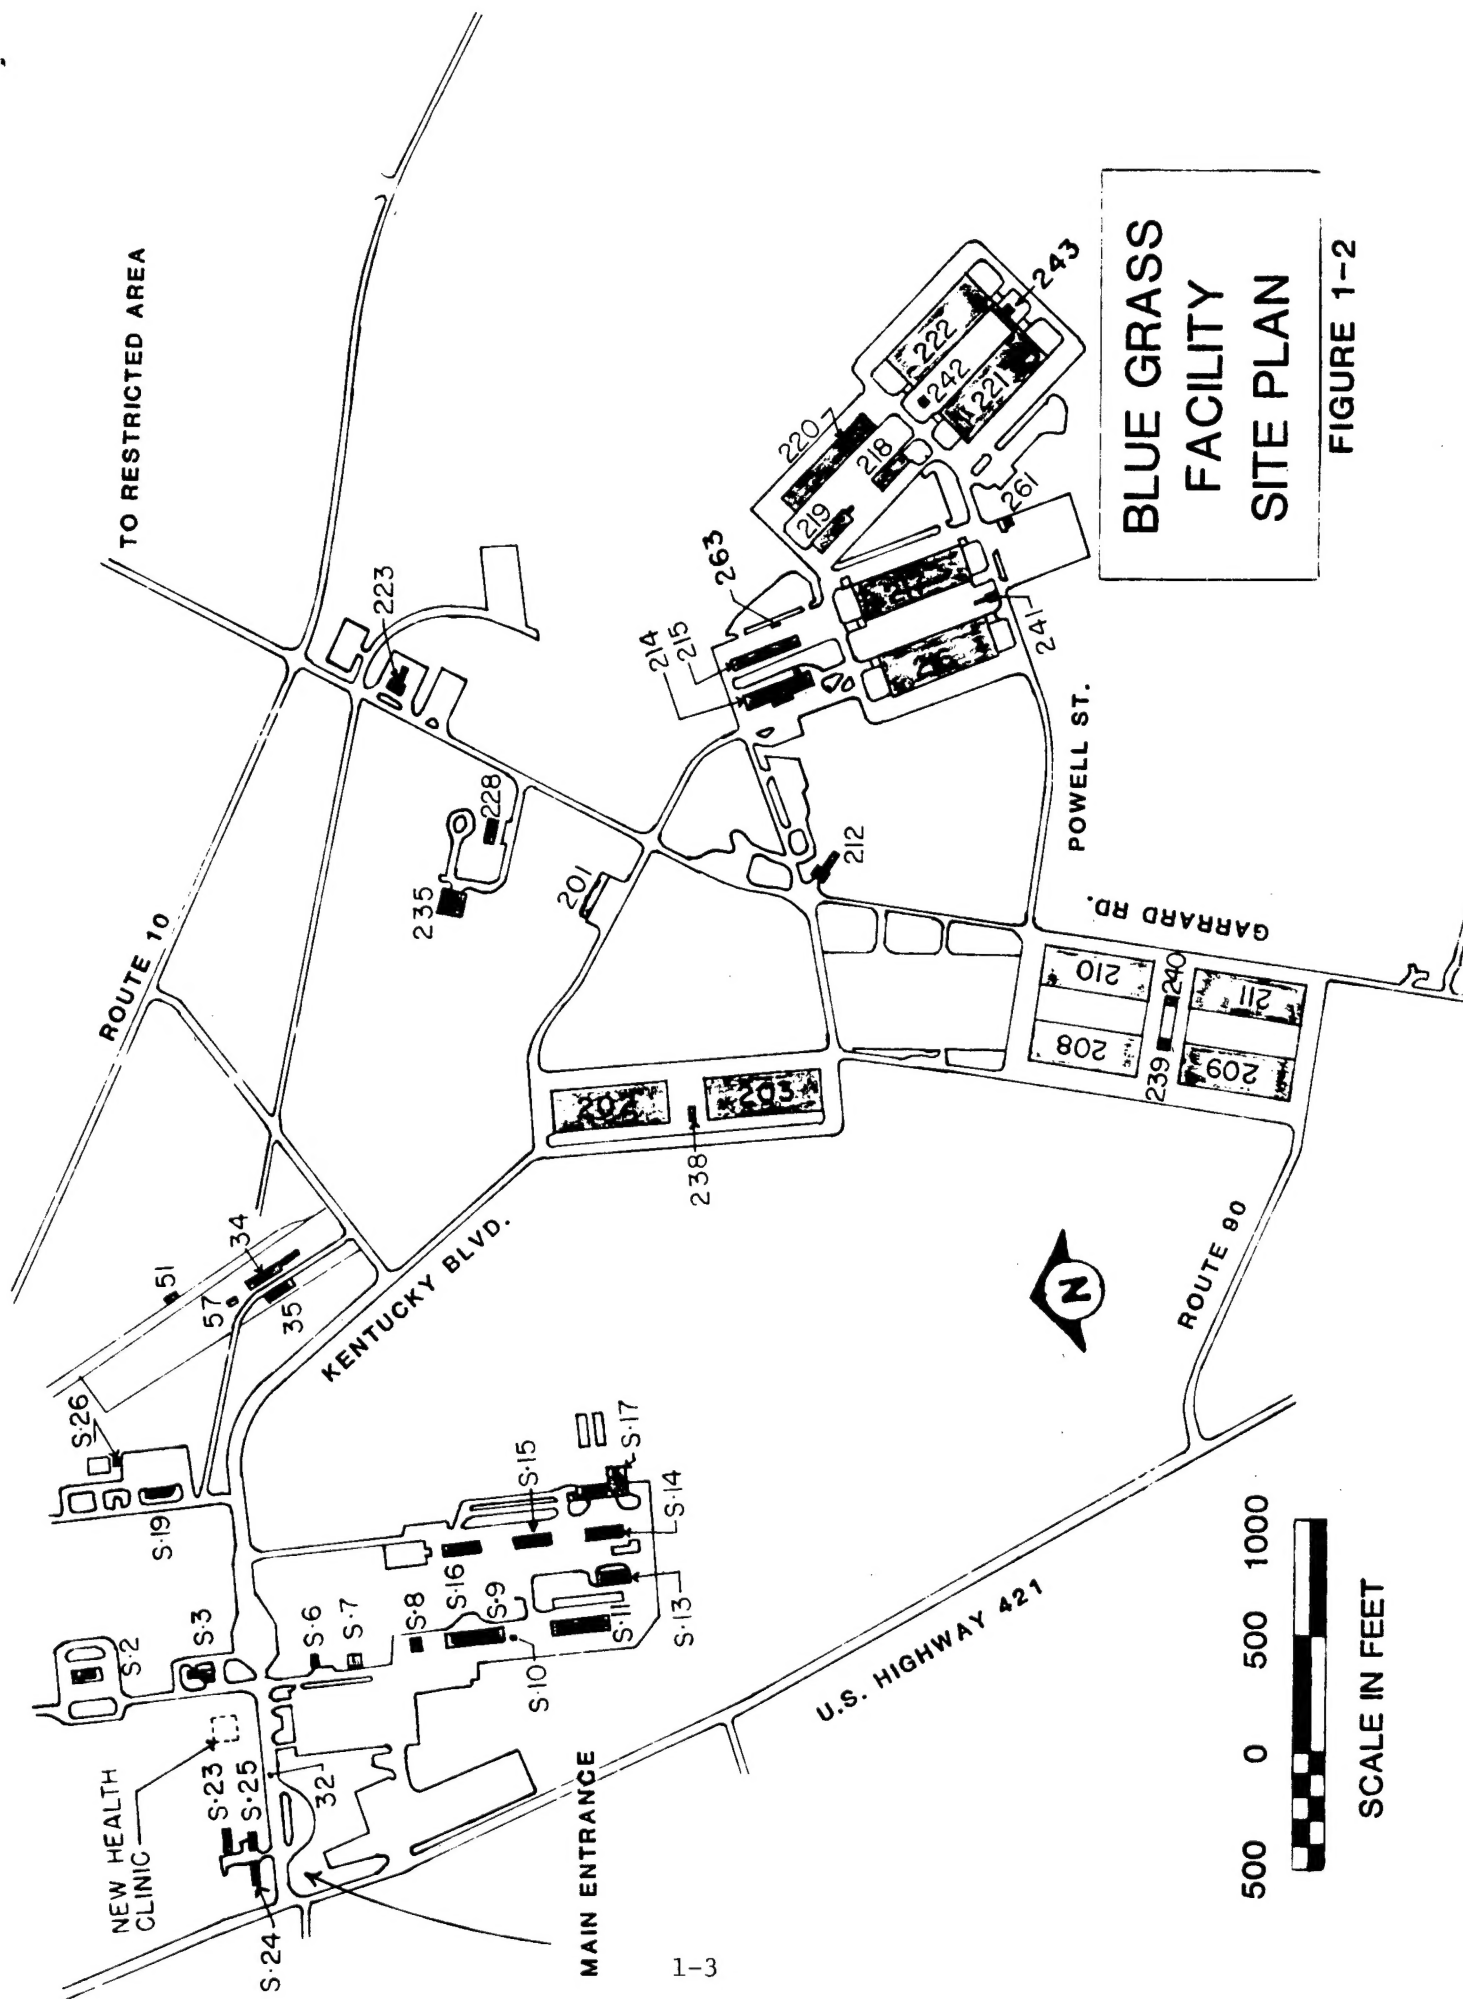 BLUE GRASS
FACILITY
SITE PLAN
FIGURE 1-2
TO RESTRICTED AREA
ROUTE 10
KENTUCKY BLVD.
POWELL ST.
GARRARD RD.
ROUTE 90
U.S. HIGHWAY 421
MAIN ENTRANCE
NEW HEALTH
CLINIC
S-24
S-23
S-25
32
S-2
S-3
S-6
S-7
S-8
S-9
S-10
S-11
S-13
S-14
S-15
S-16
S-17
S-19
S-26
51
57
34
35
235
228
223
201
202
203
238
239
240
208
209
210
211
212
214
215
263
216
241
261
219
218
220
242
221
222
243
N
500 0 500 1000
SCALE IN FEET
1-3